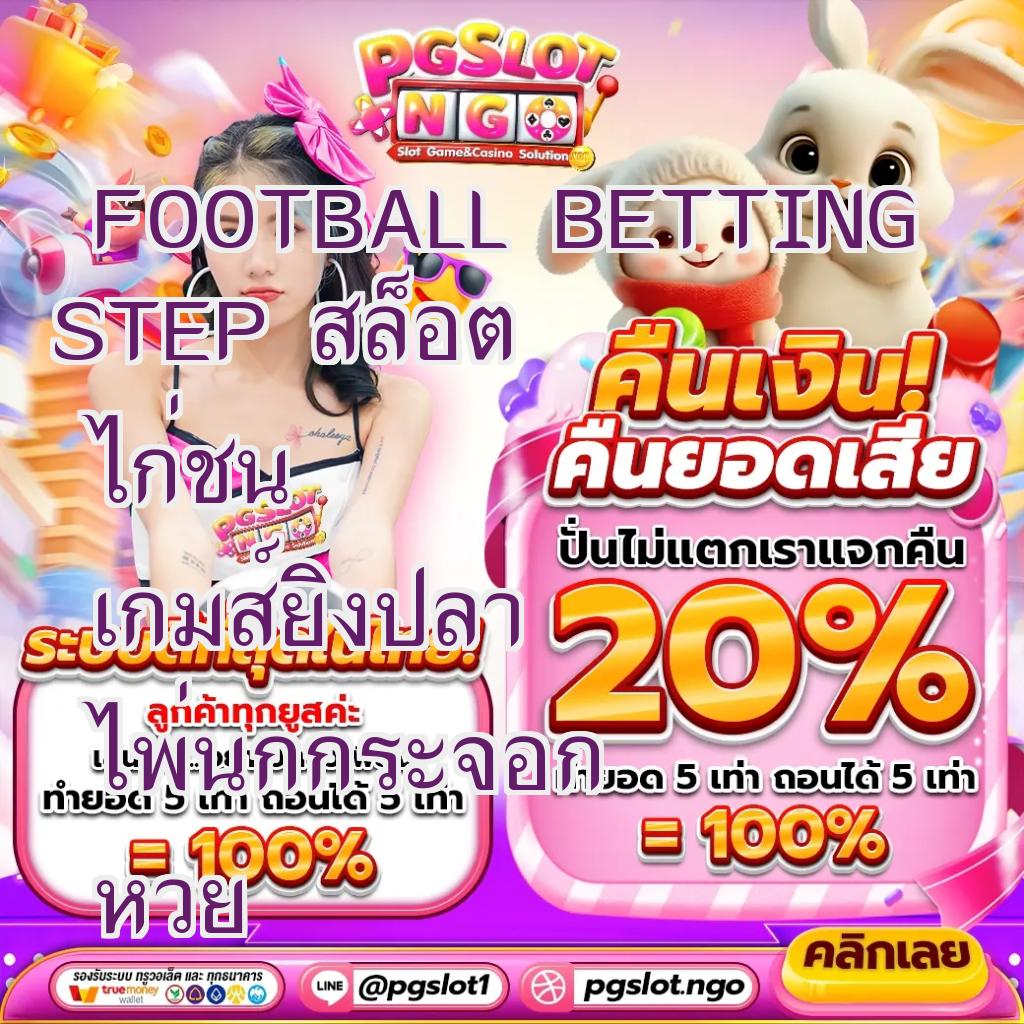 PGSLOT
NGO
Slot Game&Casino Solution
FOOTBALL BETTING
STEP สล็อต
ไก่ชน
เกมส์ยิงปลา
ไพ่นกกระจอก
หวย
คืนเงิน!
คืนยอดเสีย
ปั่นไม่แตกเราแจกคืน
20%
ยอด 5 เท่า ถอนได้ 5 เท่า
= 100%
PGSLOT
ลูกค้าทุกยูสค่ะ
ทำยอด 5 เท่า ถอนได้ 5 เท่า
= 100%
คลิกเลย
รองรับระบบ ทรูวอเล็ต และ ทุกธนาคาร
truemoney
wallet
LINE @pgslot1
pgslot.ngo